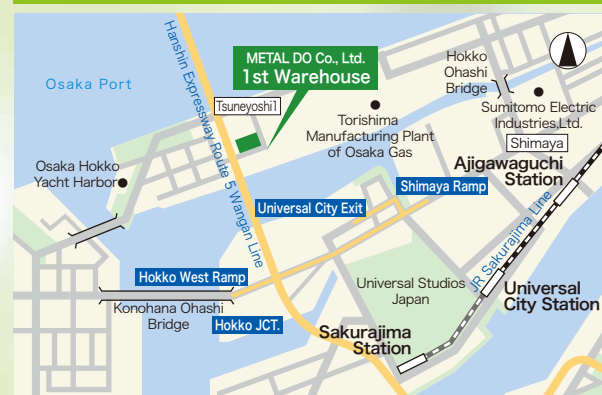 METAL DO Co., Ltd.
1st Warehouse
Hanshin Expressway Route 5 Wangan Line
Osaka Port
Tsuneyoshi1
Hokko
Ohashi
Bridge
Sumitomo Electric
Industries,Ltd.
Shimaya
Torishima
Manufacturing Plant
of Osaka Gas
Ajigawaguchi
Station
Osaka Hokko
Yacht Harbor
Shimaya Ramp
Universal City Exit
JR Sakurajima Line
Hokko West Ramp
Universal Studios
Japan
Universal
City Station
Konohana Ohashi
Bridge
Hokko JCT.
Sakurajima
Station